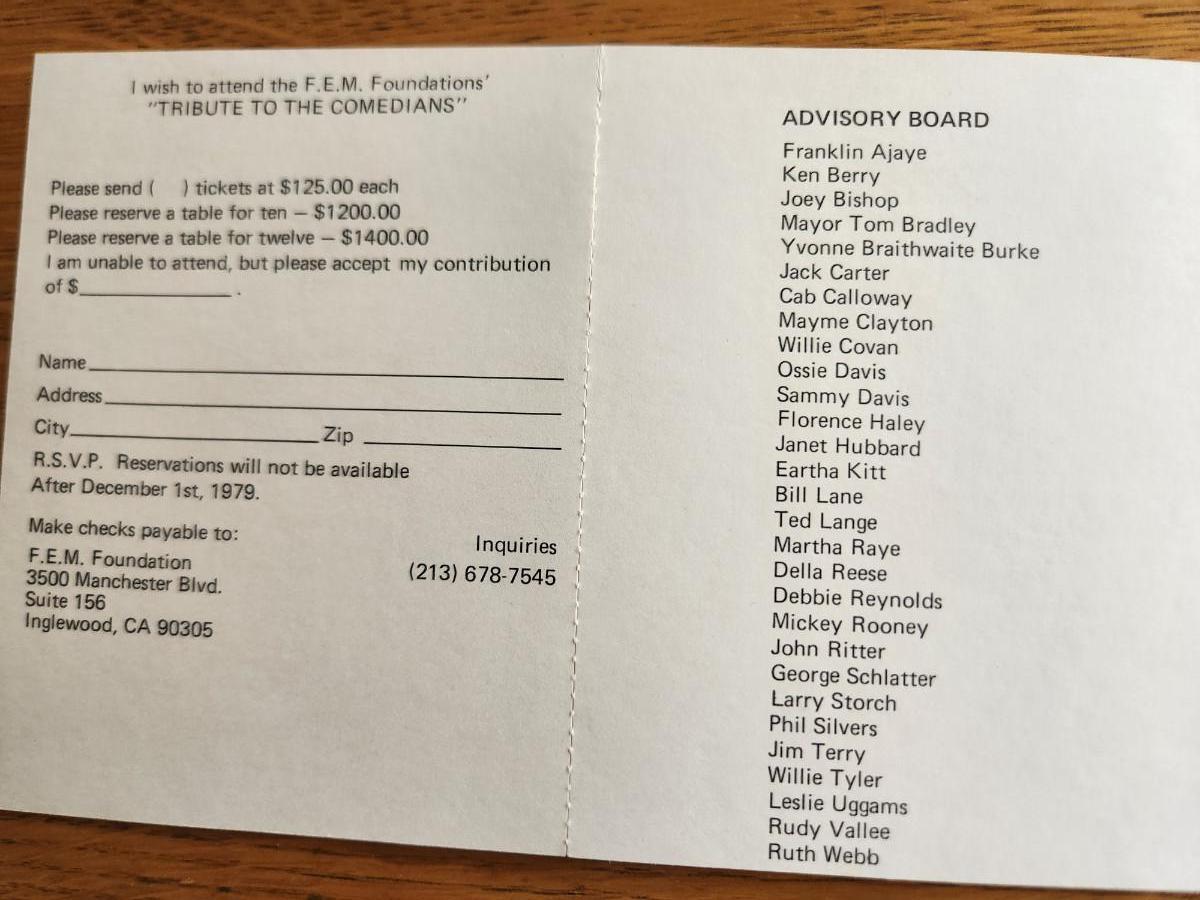 I wish to attend the F.E.M. Foundations'
"TRIBUTE TO THE COMEDIANS"
Please send (    ) tickets at $125.00 each
Please reserve a table for ten – $1200.00
Please reserve a table for twelve – $1400.00
I am unable to attend, but please accept my contribution
of $______________ .
Name______________
Address______________
City______________ Zip ______________
R.S.V.P. Reservations will not be available
After December 1st, 1979.
Make checks payable to:
F.E.M. Foundation
3500 Manchester Blvd.
Suite 156
Inglewood, CA 90305
Inquiries
(213) 678-7545
ADVISORY BOARD
Franklin Ajaye
Ken Berry
Joey Bishop
Mayor Tom Bradley
Yvonne Braithwaite Burke
Jack Carter
Cab Calloway
Mayme Clayton
Willie Covan
Ossie Davis
Sammy Davis
Florence Haley
Janet Hubbard
Eartha Kitt
Bill Lane
Ted Lange
Martha Raye
Della Reese
Debbie Reynolds
Mickey Rooney
John Ritter
George Schlatter
Larry Storch
Phil Silvers
Jim Terry
Willie Tyler
Leslie Uggams
Rudy Vallee
Ruth Webb